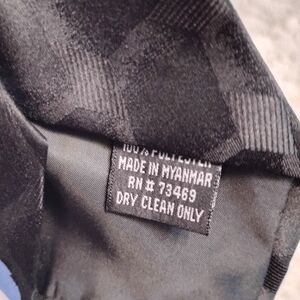 100% POLYESTER
MADE IN MYANMAR
RN # 73469
DRY CLEAN ONLY